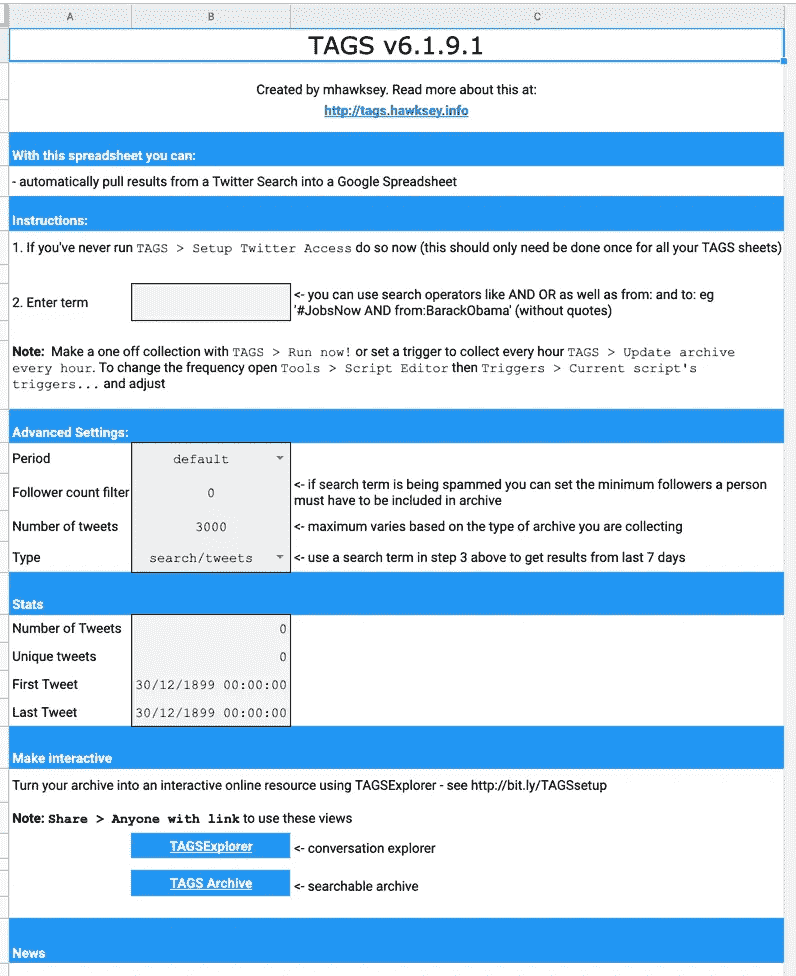 A B C
TAGS v6.1.9.1
Created by mhawksey. Read more about this at:
http://tags.hawksey.info
With this spreadsheet you can:
- automatically pull results from a Twitter Search into a Google Spreadsheet
Instructions:
1. If you've never run TAGS > Setup Twitter Access do so now (this should only need be done once for all your TAGS sheets)
2. Enter term
<- you can use search operators like AND OR as well as from: and to: eg
'#JobsNow AND from:BarackObama' (without quotes)
Note: Make a one off collection with TAGS > Run now! or set a trigger to collect every hour TAGS > Update archive
every hour. To change the frequency open Tools > Script Editor then Triggers > Current script's
triggers... and adjust
Advanced Settings:
Period default
Follower count filter 0
<- if search term is being spammed you can set the minimum followers a person
must have to be included in archive
Number of tweets 3000 <- maximum varies based on the type of archive you are collecting
Type search/tweets <- use a search term in step 3 above to get results from last 7 days
Stats
Number of Tweets 0
Unique tweets 0
First Tweet 30/12/1899 00:00:00
Last Tweet 30/12/1899 00:00:00
Make interactive
Turn your archive into an interactive online resource using TAGSExplorer - see http://bit.ly/TAGSsetup
Note: Share > Anyone with link to use these views
TAGSExplorer <- conversation explorer
TAGS Archive <- searchable archive
News